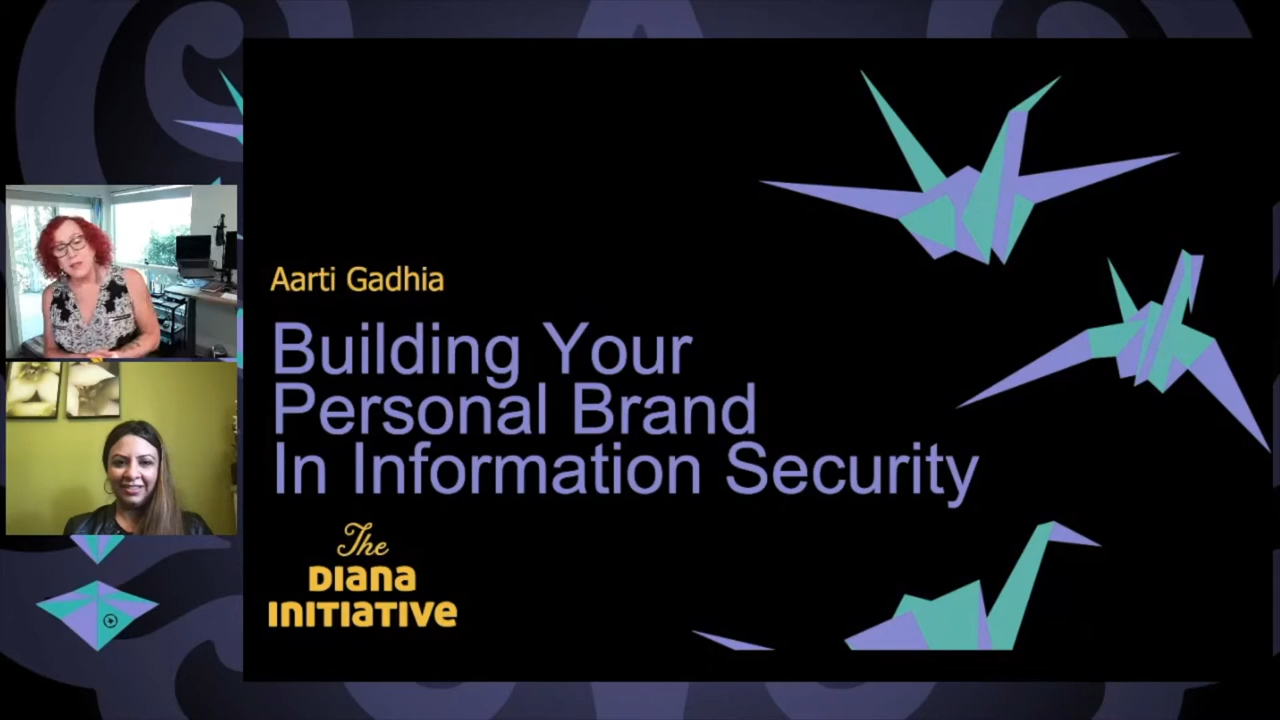 Aarti Gadhia
Building Your
Personal Brand
In Information Security
The
DIANA
INITIATIVE